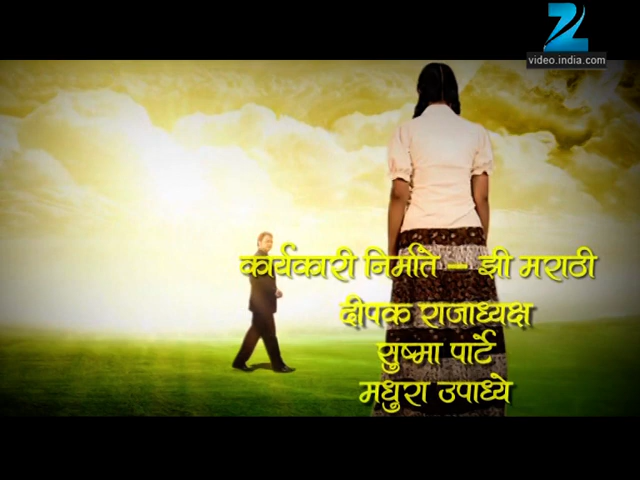 Z
video.india.com
कार्यकारी निर्माते - झी मराठी
दीपक राजाध्यक्ष
सुष्मा पार्टे
मधुरा उपाध्ये